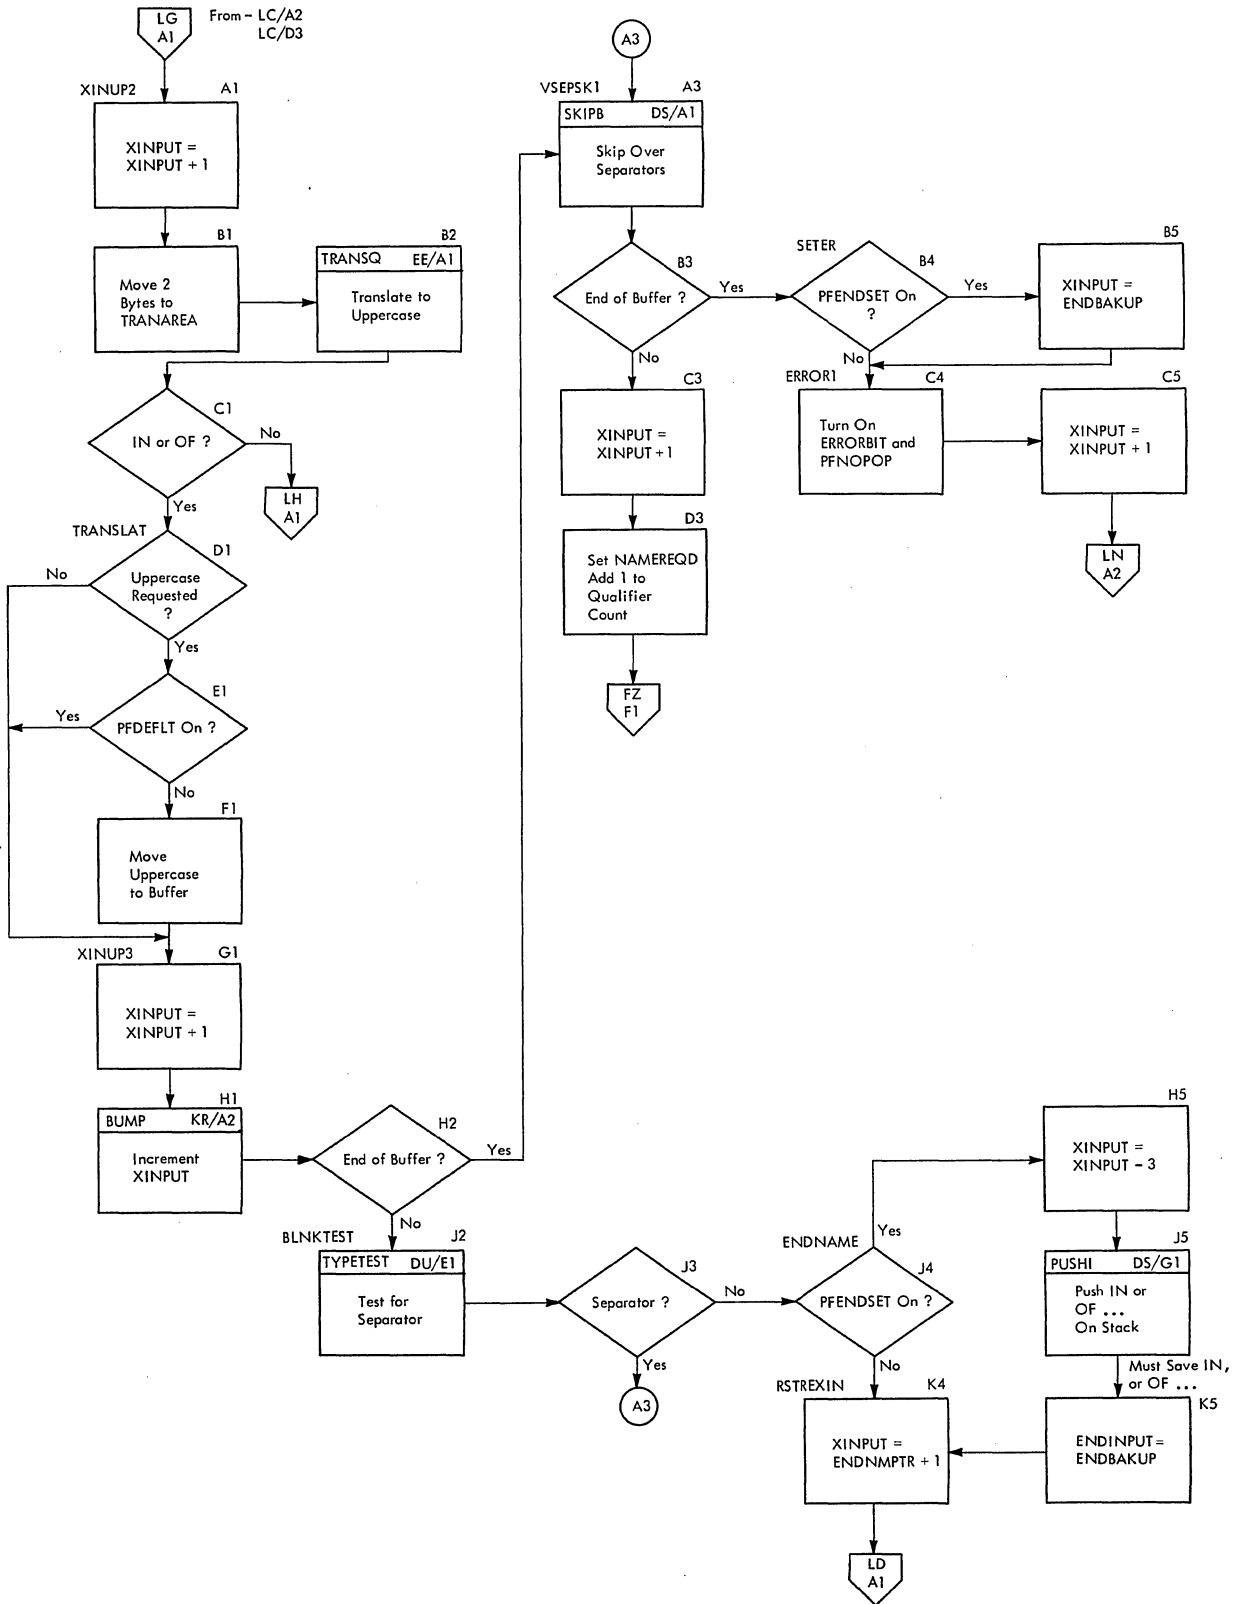 LG
A1
From - LC/A2
LC/D3
XINUP2
A1
XINPUT =
XINPUT + 1
B1
Move 2
Bytes to
TRANAREA
B2
TRANSQ EE/A1
Translate to
Uppercase
C1
IN or OF ?
No
LH
A1
Yes
TRANSLAT
D1
Uppercase
Requested
?
No
Yes
E1
PFDEFLT On ?
Yes
No
F1
Move
Uppercase
to Buffer
XINUP3
G1
XINPUT =
XINPUT + 1
H1
BUMP KR/A2
Increment
XINPUT
H2
End of Buffer ?
Yes
No
BLNKTEST
J2
TYPETEST DU/E1
Test for
Separator
A3
VSEPSK1
A3
SKIPB DS/A1
Skip Over
Separators
B3
End of Buffer ?
Yes
No
C3
XINPUT =
XINPUT +1
D3
Set NAMEREQD
Add 1 to
Qualifier
Count
FZ
F1
SETER
B4
PFENDSET On
?
Yes
No
B5
XINPUT =
ENDBAKUP
ERROR1
C4
Turn On
ERRORBIT and
PFNOPOP
C5
XINPUT =
XINPUT + 1
LN
A2
J3
Separator ?
No
Yes
A3
ENDNAME
J4
PFENDSET On ?
Yes
No
H5
XINPUT =
XINPUT - 3
J5
PUSHI DS/G1
Push IN or
OF ...
On Stack
Must Save IN,
or OF ...
K5
ENDINPUT =
ENDBAKUP
RSTREXIN
K4
XINPUT =
ENDNMPTR + 1
LD
A1